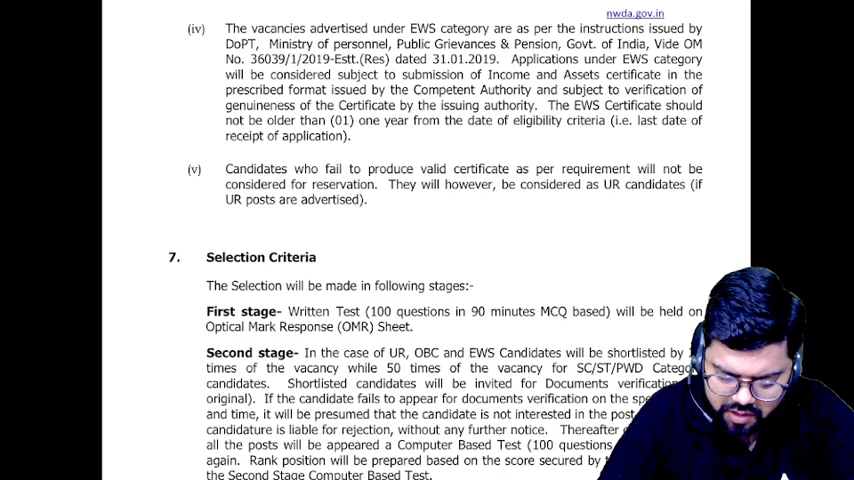 nwda.gov.in
(iv) The vacancies advertised under EWS category are as per the instructions issued by
DoPT, Ministry of personnel, Public Grievances & Pension, Govt. of India, Vide OM
No. 36039/1/2019-Estt.(Res) dated 31.01.2019. Applications under EWS category
will be considered subject to submission of Income and Assets certificate in the
prescribed format issued by the Competent Authority and subject to verification of
genuineness of the Certificate by the issuing authority. The EWS Certificate should
not be older than (01) one year from the date of eligibility criteria (i.e. last date of
receipt of application).
(v) Candidates who fail to produce valid certificate as per requirement will not be
considered for reservation. They will however, be considered as UR candidates (if
UR posts are advertised).
7. Selection Criteria
The Selection will be made in following stages:-
First stage- Written Test (100 questions in 90 minutes MCQ based) will be held on
Optical Mark Response (OMR) Sheet.
Second stage- In the case of UR, OBC and EWS Candidates will be shortlisted by
times of the vacancy while 50 times of the vacancy for SC/ST/PWD
candidates. Shortlisted candidates will be invited for Documents verification
original). If the candidate fails to appear for documents verification on the
and time, it will be presumed that the candidate is not interested in the post
candidature is liable for rejection, without any further notice. Thereafter
all the posts will be appeared a Computer Based Test (100 questions
again. Rank position will be prepared based on the score secured by
the Second Stage Computer Based Test.